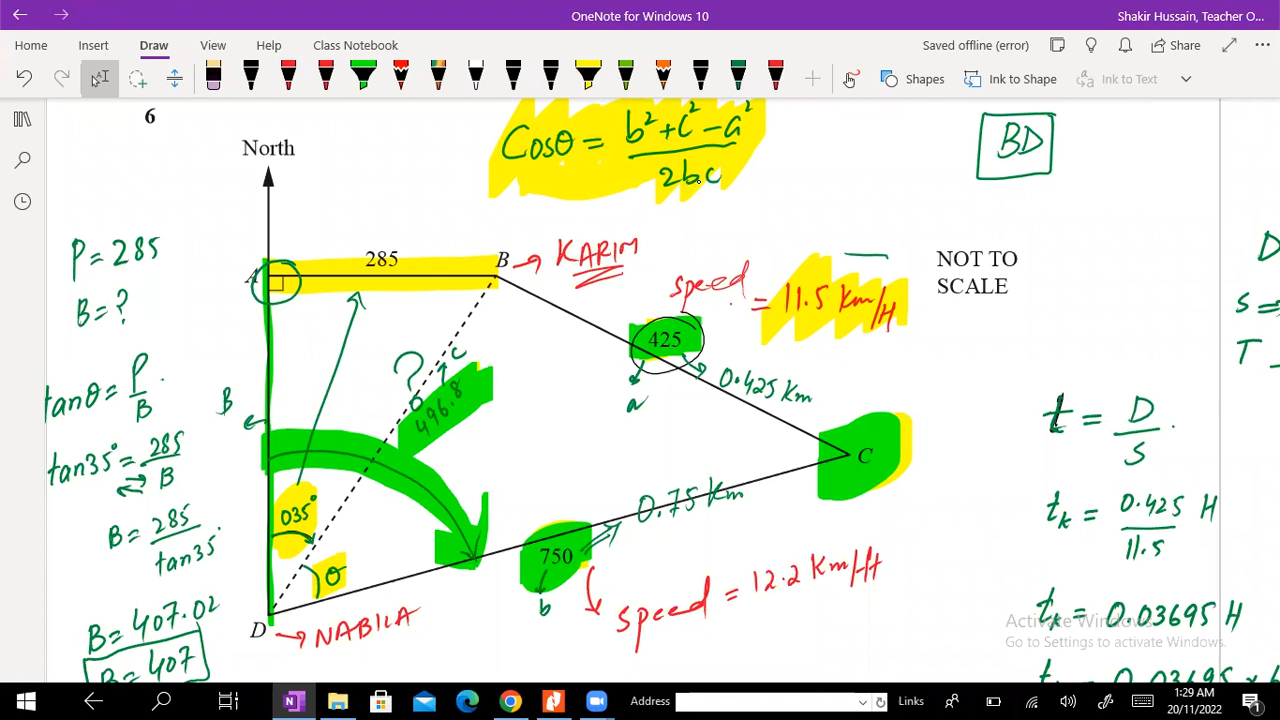 OneNote for Windows 10
Shakir Hussain, Teacher O...
Home Insert Draw View Help Class Notebook
Saved offline (error) Share
Shapes Ink to Shape Ink to Text
6
Cosθ = b² + c² - a² / 2bc
BD
North
P = 285
B = ?
A 285 B → KARIM
NOT TO
SCALE
speed
= 11.5 Km/H
425
a
0.425 Km
? c
496.8
B
tanθ = P / B
tan35° = 285 / B
B = 285 / tan35°
B = 407.02
B = 407
035°
θ
C
0.75 Km
750
b
speed = 12.2 Km/H
D → NABILA
D
S =
T
t = D / S
tk = 0.425 / 11.5 H
tk = 0.03695 H
Activate Windows
Go to Settings to activate Windows.
Address
Links
1:29 AM
20/11/2022